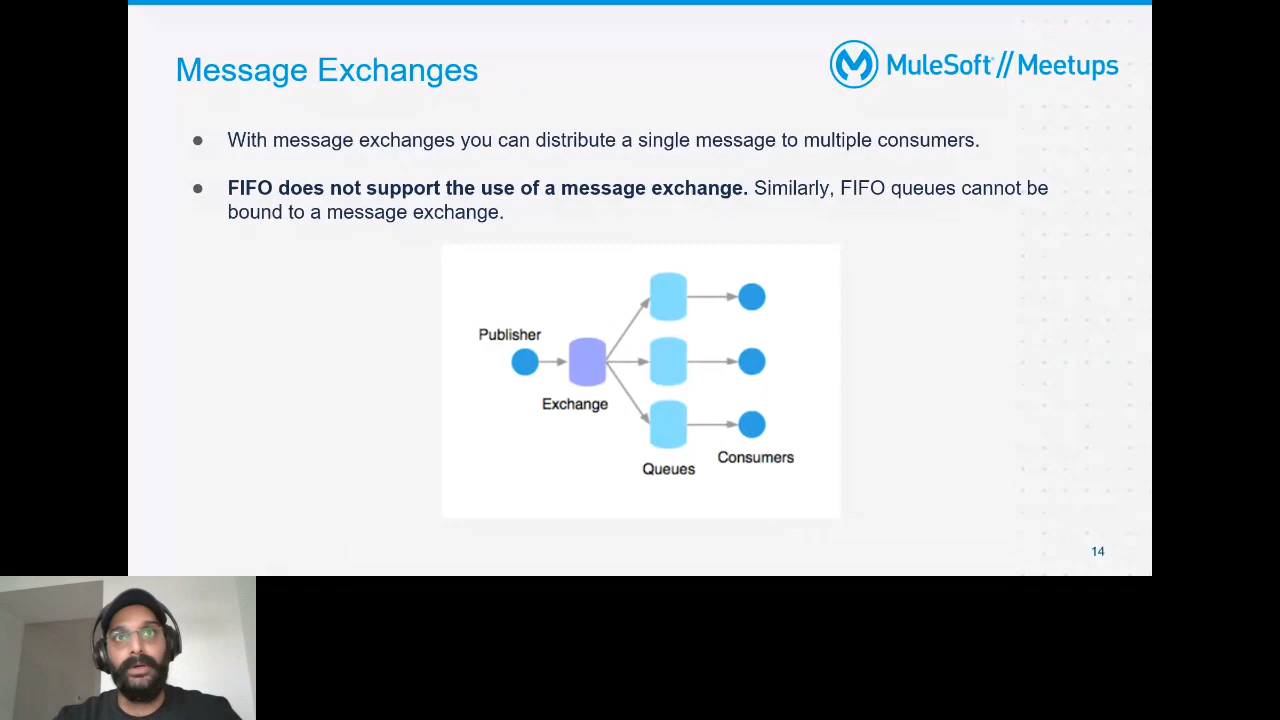 Message Exchanges
MuleSoft // Meetups
● With message exchanges you can distribute a single message to multiple consumers.
● FIFO does not support the use of a message exchange. Similarly, FIFO queues cannot be
bound to a message exchange.
Publisher
Exchange
Queues
Consumers
14